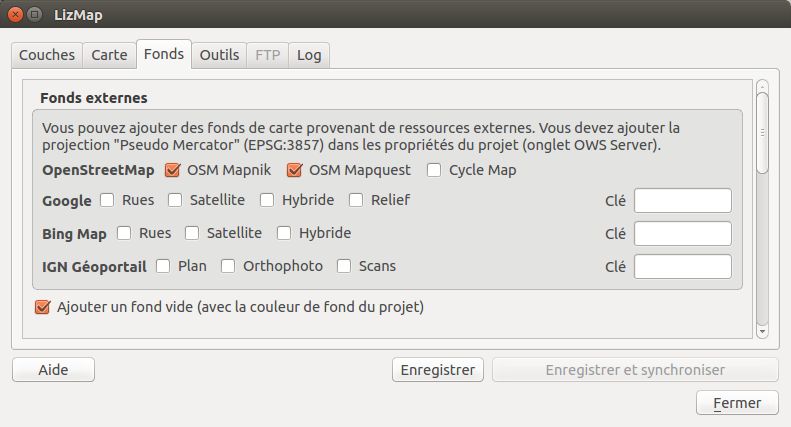 LizMap
Couches Carte Fonds Outils FTP Log
Fonds externes
Vous pouvez ajouter des fonds de carte provenant de ressources externes. Vous devez ajouter la
projection "Pseudo Mercator" (EPSG:3857) dans les propriétés du projet (onglet OWS Server).
OpenStreetMap OSM Mapnik OSM Mapquest Cycle Map
Google Rues Satellite Hybride Relief Clé
Bing Map Rues Satellite Hybride Clé
IGN Géoportail Plan Orthophoto Scans Clé
Ajouter un fond vide (avec la couleur de fond du projet)
Aide Enregistrer Enregistrer et synchroniser
Fermer